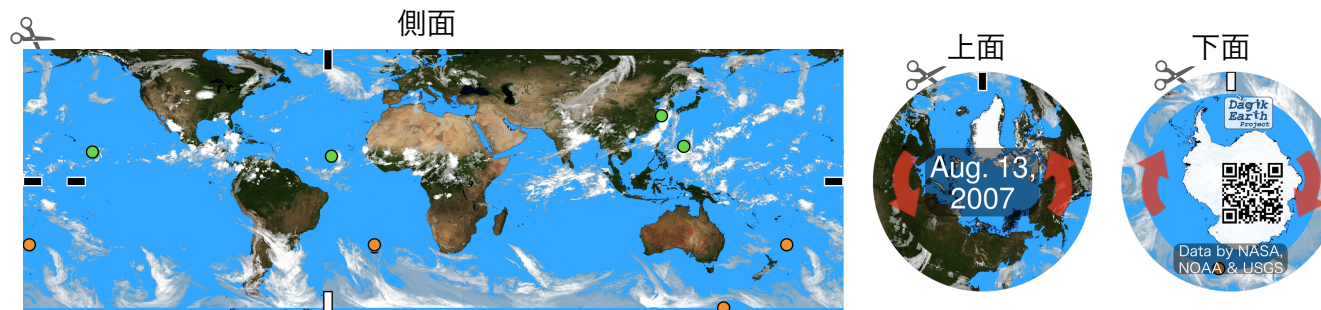 側面
上面
下面
Aug. 13,
2007
Dagik
Earth
Project
Data by NASA,
NOAA & USGS